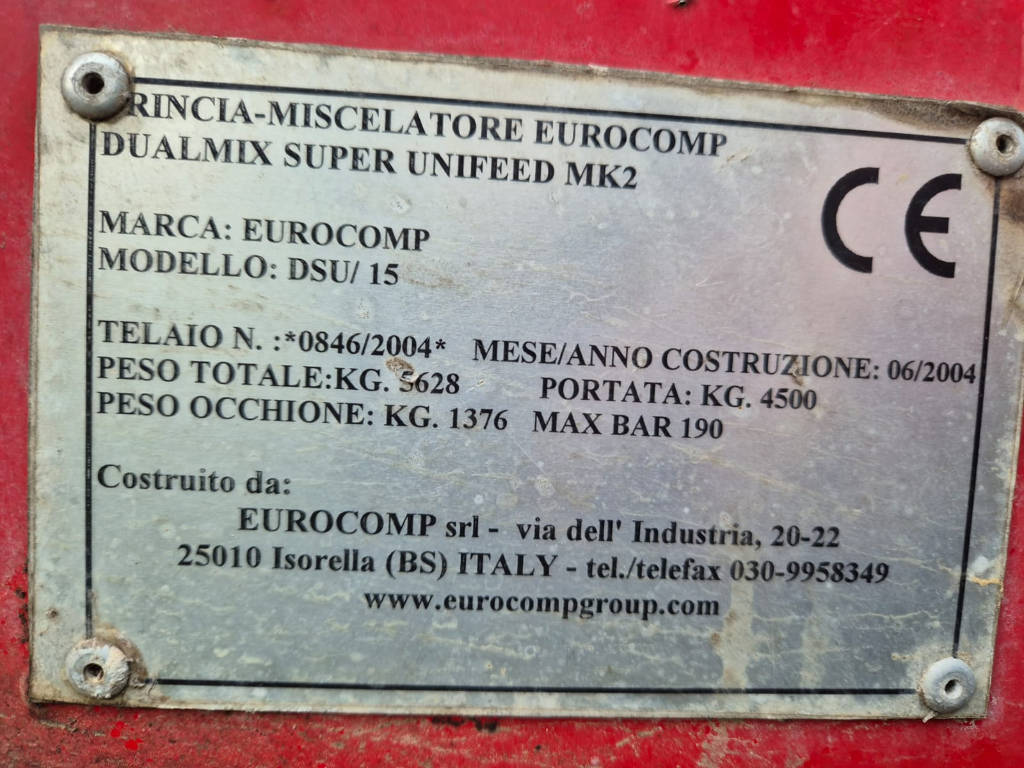 TRINCIA-MISCELATORE EUROCOMP
DUALMIX SUPER UNIFEED MK2
CE
MARCA: EUROCOMP
MODELLO: DSU/ 15
TELAIO N. :*0846/2004* MESE/ANNO COSTRUZIONE: 06/2004
PESO TOTALE:KG. 5628 PORTATA: KG. 4500
PESO OCCHIONE: KG. 1376 MAX BAR 190
Costruito da:
EUROCOMP srl - via dell' Industria, 20-22
25010 Isorella (BS) ITALY - tel./telefax 030-9958349
www.eurocompgroup.com